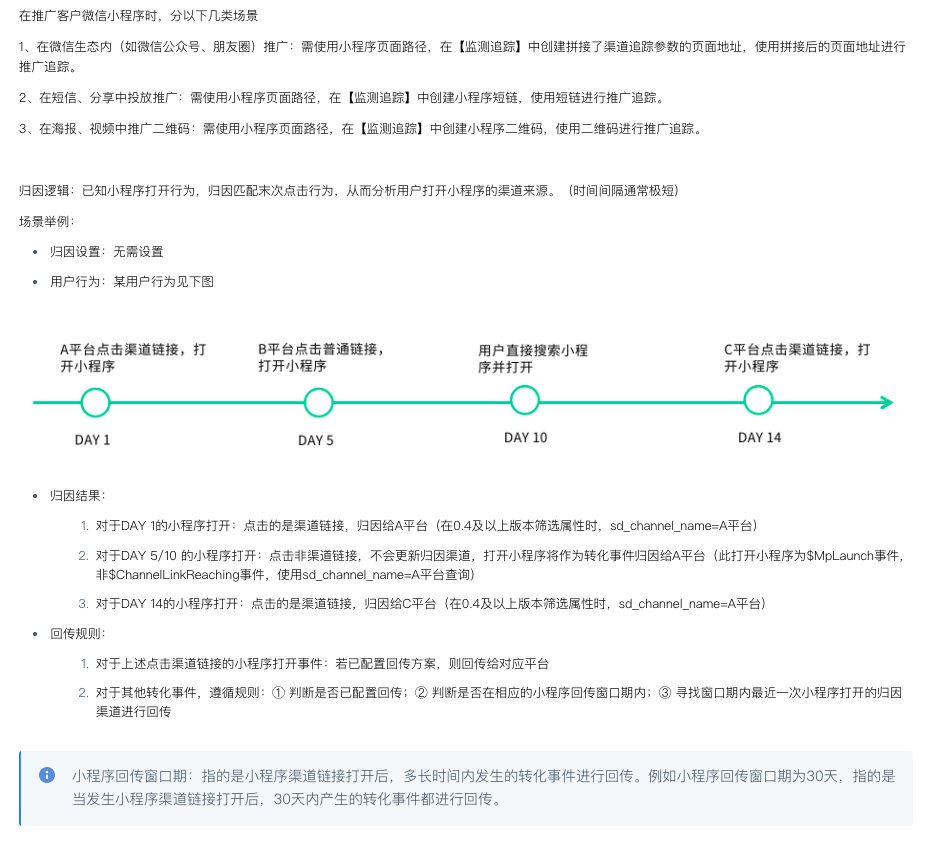 在推广客户微信小程序时，分以下几类场景
1、在微信生态内（如微信公众号、朋友圈）推广：需使用小程序页面路径，在【监测追踪】中创建拼接了渠道追踪参数的页面地址，使用拼接后的页面地址进行
推广追踪。
2、在短信、分享中投放推广：需使用小程序页面路径，在【监测追踪】中创建小程序短链，使用短链进行推广追踪。
3、在海报、视频中推广二维码：需使用小程序页面路径，在【监测追踪】中创建小程序二维码，使用二维码进行推广追踪。
归因逻辑：已知小程序打开行为，归因匹配末次点击行为，从而分析用户打开小程序的渠道来源。（时间间隔通常极短）
场景举例：
• 归因设置：无需设置
• 用户行为：某用户行为见下图
A平台点击渠道链接，打
开小程序
B平台点击普通链接，
打开小程序
用户直接搜索小程
序并打开
C平台点击渠道链接，打
开小程序
DAY 1
DAY 5
DAY 10
DAY 14
• 归因结果：
1. 对于DAY 1的小程序打开：点击的是渠道链接，归因给A平台（在0.4及以上版本筛选属性时，sd_channel_name=A平台）
2. 对于DAY 5/10 的小程序打开：点击非渠道链接，不会更新归因渠道，打开小程序将作为转化事件归因给A平台（此打开小程序为$MpLaunch事件，
非$ChannelLinkReaching事件，使用sd_channel_name=A平台查询）
3. 对于DAY 14的小程序打开：点击的是渠道链接，归因给C平台（在0.4及以上版本筛选属性时，sd_channel_name=A平台）
• 回传规则：
1. 对于上述点击渠道链接的小程序打开事件：若已配置回传方案，则回传给对应平台
2. 对于其他转化事件，遵循规则：① 判断是否已配置回传；② 判断是否在相应的小程序回传窗口期内；③ 寻找窗口期内最近一次小程序打开的归因
渠道进行回传
小程序回传窗口期：指的是小程序渠道链接打开后，多长时间内发生的转化事件进行回传。例如小程序回传窗口期为30天，指的是
当发生小程序渠道链接打开后，30天内产生的转化事件都进行回传。